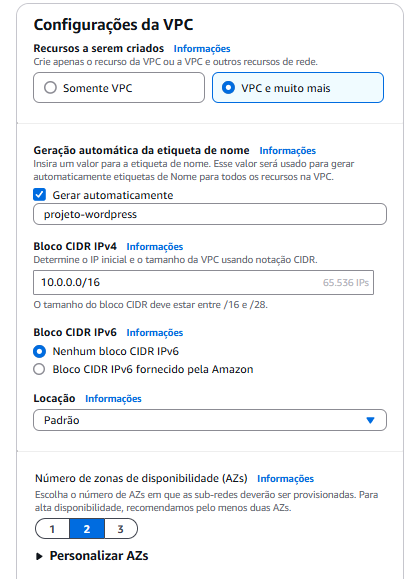 Configurações da VPC
Recursos a serem criados Informações
Crie apenas o recurso da VPC ou a VPC e outros recursos de rede.
Somente VPC
VPC e muito mais
Geração automática da etiqueta de nome Informações
Insira um valor para a etiqueta de nome. Esse valor será usado para gerar
automaticamente etiquetas de Nome para todos os recursos na VPC.
Gerar automaticamente
projeto-wordpress
Bloco CIDR IPv4 Informações
Determine o IP inicial e o tamanho da VPC usando notação CIDR.
10.0.0.0/16 65.536 IPs
O tamanho do bloco CIDR deve estar entre /16 e /28.
Bloco CIDR IPv6 Informações
Nenhum bloco CIDR IPv6
Bloco CIDR IPv6 fornecido pela Amazon
Locação Informações
Padrão
Número de zonas de disponibilidade (AZs) Informações
Escolha o número de AZs em que as sub-redes deverão ser provisionadas. Para
alta disponibilidade, recomendamos pelo menos duas AZs.
1 2 3
Personalizar AZs